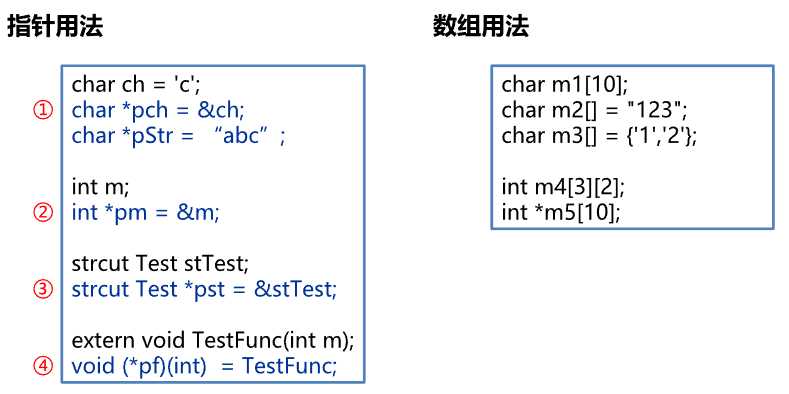 指针用法
char ch = 'c';
① char *pch = &ch;
char *pStr = “abc”;
int m;
② int *pm = &m;
strcut Test stTest;
③ strcut Test *pst = &stTest;
extern void TestFunc(int m);
④ void (*pf)(int)  = TestFunc;
数组用法
char m1[10];
char m2[] = "123";
char m3[] = {'1','2'};
int m4[3][2];
int *m5[10];